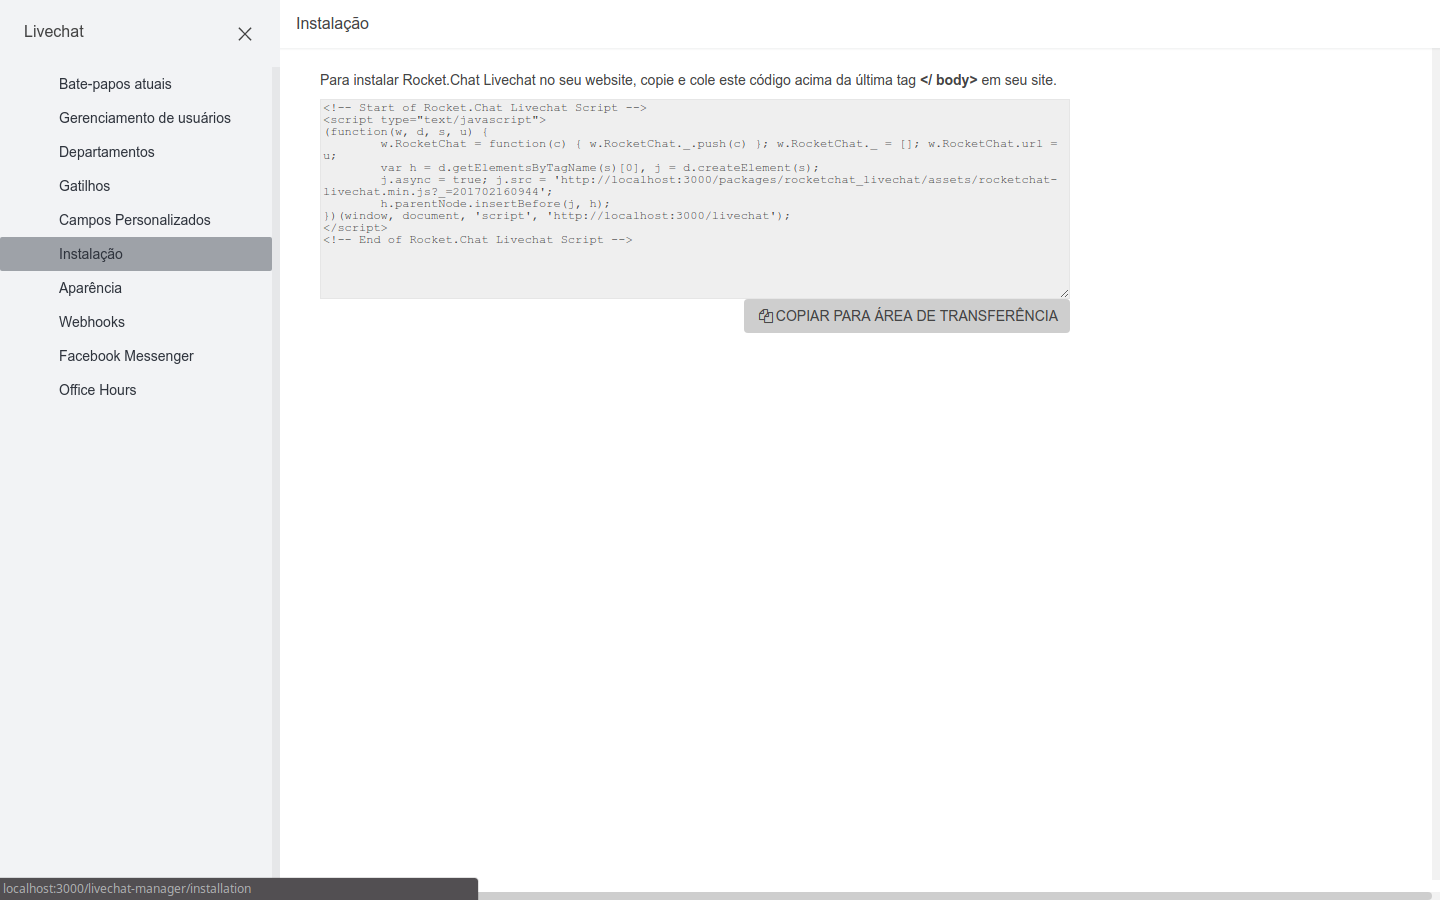 Livechat
Bate-papos atuais
Gerenciamento de usuários
Departamentos
Gatilhos
Campos Personalizados
Instalação
Aparência
Webhooks
Facebook Messenger
Office Hours
Instalação
Para instalar Rocket.Chat Livechat no seu website, copie e cole este código acima da última tag </ body> em seu site.
<!-- Start of Rocket.Chat Livechat Script -->
<script type="text/javascript">
(function(w, d, s, u) {
w.RocketChat = function(c) { w.RocketChat._.push(c) }; w.RocketChat._ = []; w.RocketChat.url =
u;
var h = d.getElementsByTagName(s)[0], j = d.createElement(s);
j.async = true; j.src = 'http://localhost:3000/packages/rocketchat_livechat/assets/rocketchat-
livechat.min.js?_=201702160944';
h.parentNode.insertBefore(j, h);
})(window, document, 'script', 'http://localhost:3000/livechat');
</script>
<!-- End of Rocket.Chat Livechat Script -->
COPIAR PARA ÁREA DE TRANSFERÊNCIA
localhost:3000/livechat-manager/installation